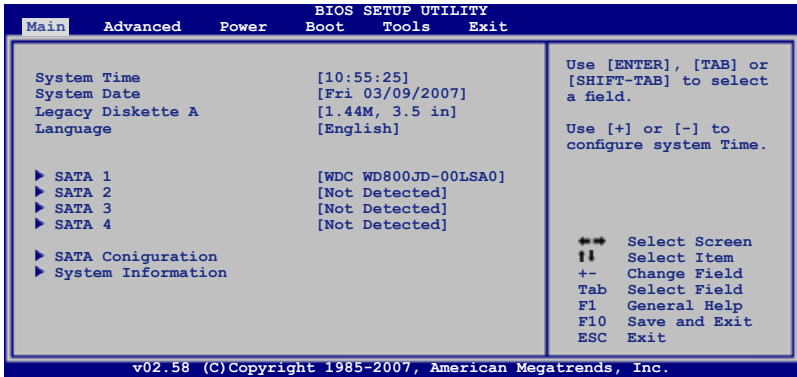 BIOS SETUP UTILITY
Main Advanced Power Boot Tools Exit
System Time [10:55:25]
System Date [Fri 03/09/2007]
Legacy Diskette A [1.44M, 3.5 in]
Language [English]
SATA 1 [WDC WD800JD-00LSA0]
SATA 2 [Not Detected]
SATA 3 [Not Detected]
SATA 4 [Not Detected]
SATA Coniguration
System Information
Use [ENTER], [TAB] or
[SHIFT-TAB] to select
a field.
Use [+] or [-] to
configure system Time.
Select Screen
Select Item
+- Change Field
Tab Select Field
F1 General Help
F10 Save and Exit
ESC Exit
v02.58 (C)Copyright 1985-2007, American Megatrends, Inc.